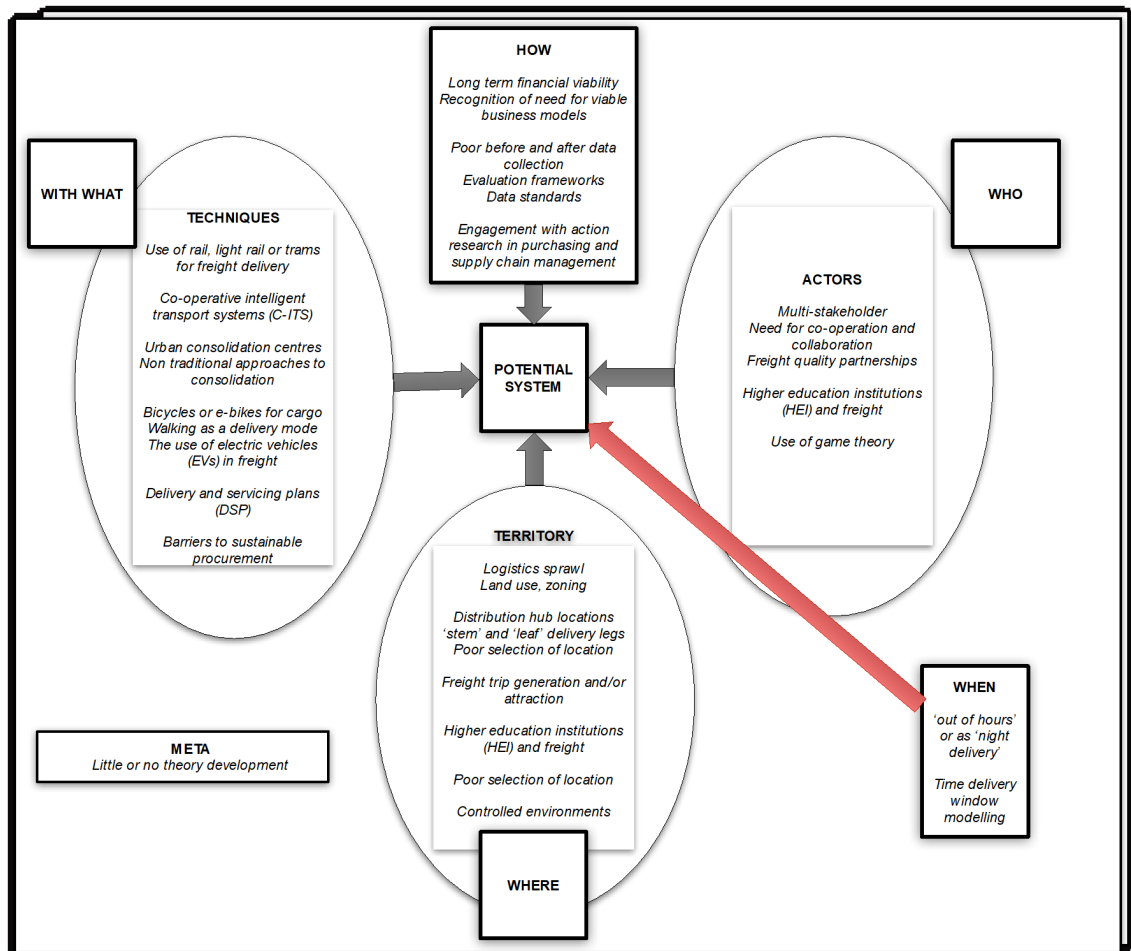 HOW
Long term financial viability
Recognition of need for viable
business models
Poor before and after data
collection
Evaluation frameworks
Data standards
Engagement with action
research in purchasing and
supply chain management
WITH WHAT
TECHNIQUES
Use of rail, light rail or trams
for freight delivery
Co-operative intelligent
transport systems (C-ITS)
Urban consolidation centres
Non traditional approaches to
consolidation
Bicycles or e-bikes for cargo
Walking as a delivery mode
The use of electric vehicles
(EVs) in freight
Delivery and servicing plans
(DSP)
Barriers to sustainable
procurement
POTENTIAL
SYSTEM
WHO
ACTORS
Multi-stakeholder
Need for co-operation and
collaboration
Freight quality partnerships
Higher education institutions
(HEI) and freight
Use of game theory
TERRITORY
Logistics sprawl
Land use, zoning
Distribution hub locations
‘stem’ and ‘leaf’ delivery legs
Poor selection of location
Freight trip generation and/or
attraction
Higher education institutions
(HEI) and freight
Poor selection of location
Controlled environments
WHERE
WHEN
‘out of hours’
or as ‘night
delivery’
Time delivery
window
modelling
META
Little or no theory development